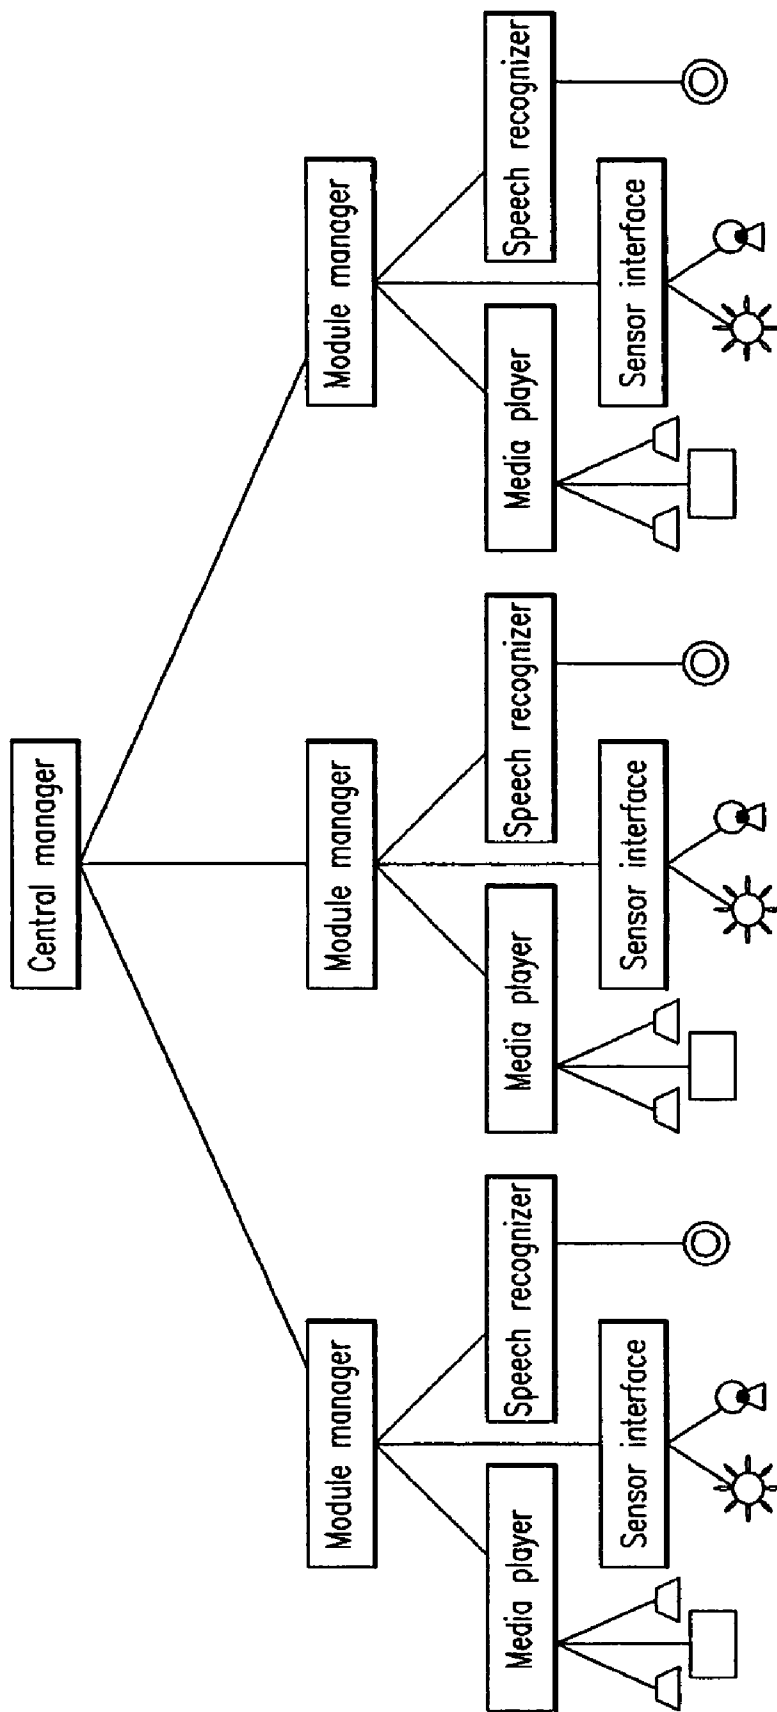 Central manager
Module manager
Module manager
Module manager
Media player
Speech recognizer
Media player
Speech recognizer
Media player
Speech recognizer
Sensor interface
Sensor interface
Sensor interface